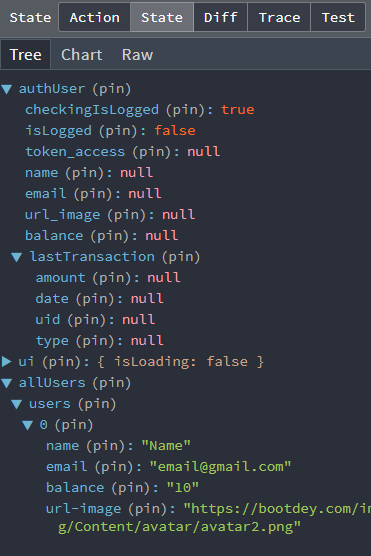 State Action State Diff Trace Test
Tree Chart Raw
authUser (pin)
checkingIsLogged (pin): true
isLogged (pin): false
token_access (pin): null
name (pin): null
email (pin): null
url_image (pin): null
balance (pin): null
lastTransaction (pin)
amount (pin): null
date (pin): null
uid (pin): null
type (pin): null
ui (pin): { isLoading: false }
allUsers (pin)
users (pin)
0 (pin)
name (pin): "Name"
email (pin): "email@gmail.com"
balance (pin): "10"
url-image (pin): "https://bootdey.com/im
g/Content/avatar/avatar2.png"